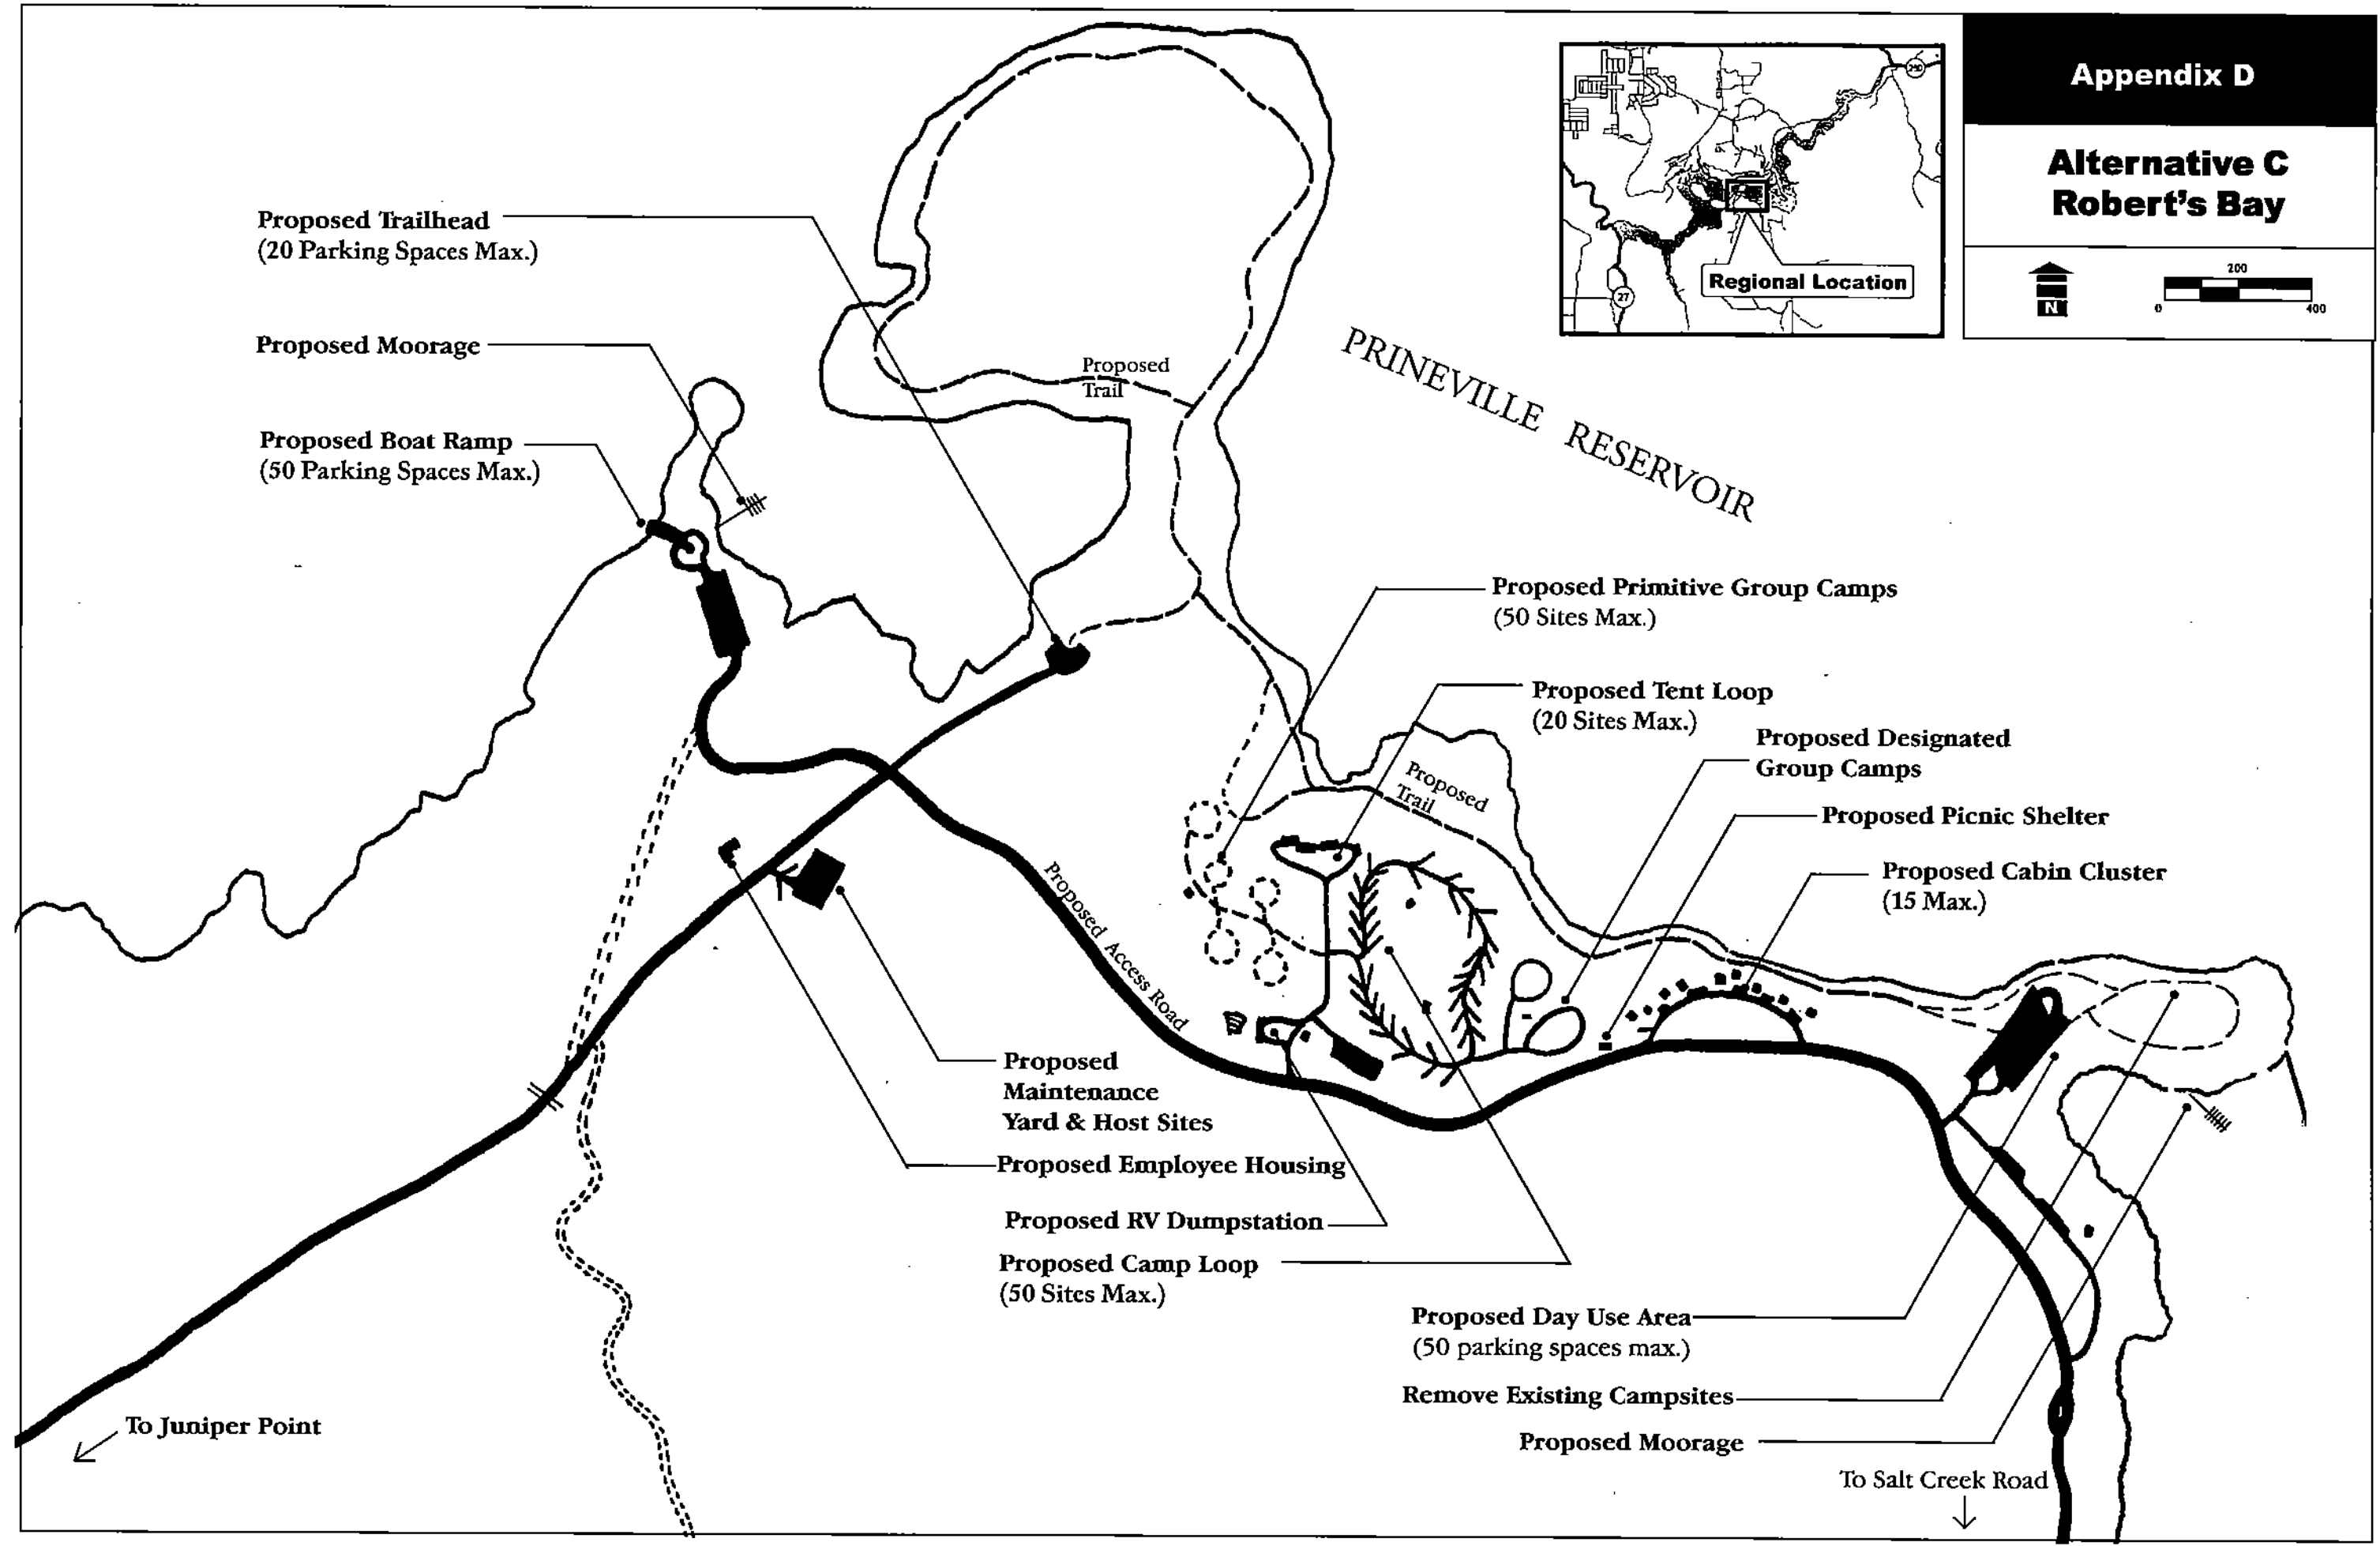 Appendix D
Alternative C
Robert's Bay
200
0
400
N
27
Regional Location
Proposed Trailhead
(20 Parking Spaces Max.)
Proposed Moorage
Proposed Boat Ramp
(50 Parking Spaces Max.)
Proposed
Trail
PRINEVILLE RESERVOIR
Proposed Primitive Group Camps
(50 Sites Max.)
Proposed Tent Loop
(20 Sites Max.)
Proposed Designated
Group Camps
Proposed
Trail
Proposed Picnic Shelter
Proposed Cabin Cluster
(15 Max.)
Proposed Access Road
Proposed
Maintenance
Yard & Host Sites
Proposed Employee Housing
Proposed RV Dumpstation
Proposed Camp Loop
(50 Sites Max.)
Proposed Day Use Area
(50 parking spaces max.)
Remove Existing Campsites
Proposed Moorage
To Juniper Point
To Salt Creek Road